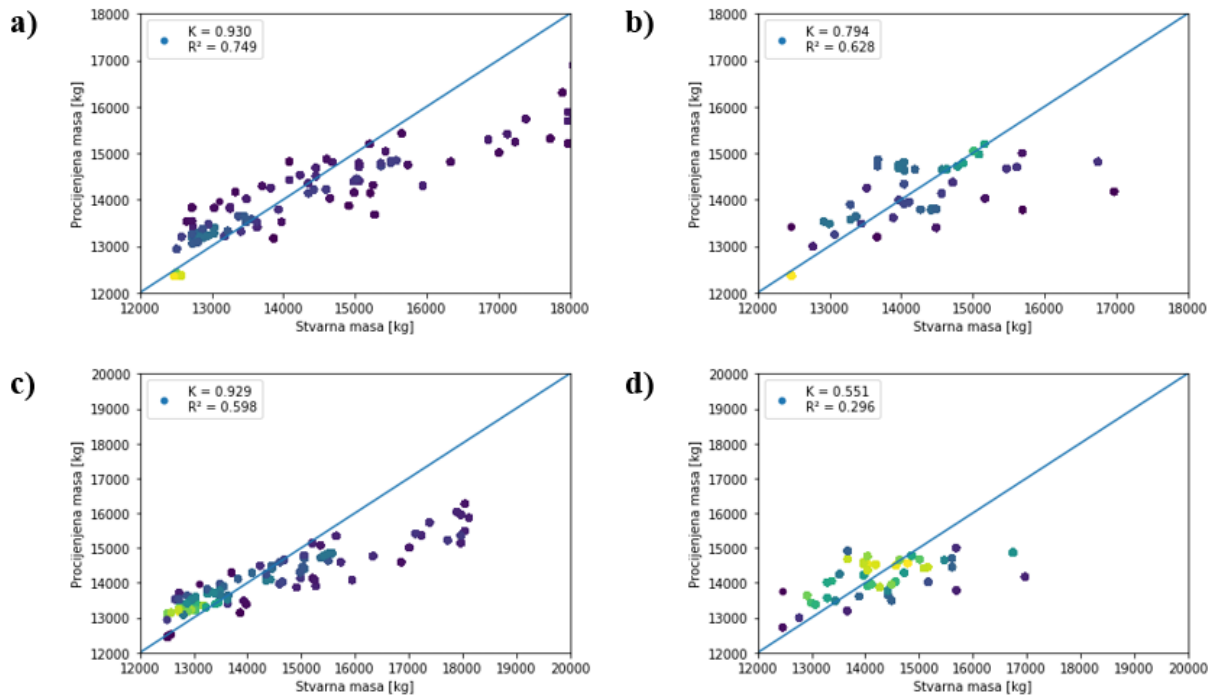 a)
K = 0.930
R² = 0.749
18000
17000
16000
15000
14000
13000
12000
Procijenjena masa [kg]
12000 13000 14000 15000 16000 17000 18000
Stvarna masa [kg]
b)
K = 0.794
R² = 0.628
18000
17000
16000
15000
14000
13000
12000
Procijenjena masa [kg]
12000 13000 14000 15000 16000 17000 18000
Stvarna masa [kg]
c)
K = 0.929
R² = 0.598
20000
19000
18000
17000
16000
15000
14000
13000
12000
Procijenjena masa [kg]
12000 13000 14000 15000 16000 17000 18000 19000 20000
Stvarna masa [kg]
d)
K = 0.551
R² = 0.296
20000
19000
18000
17000
16000
15000
14000
13000
12000
Procijenjena masa [kg]
12000 13000 14000 15000 16000 17000 18000 19000 20000
Stvarna masa [kg]